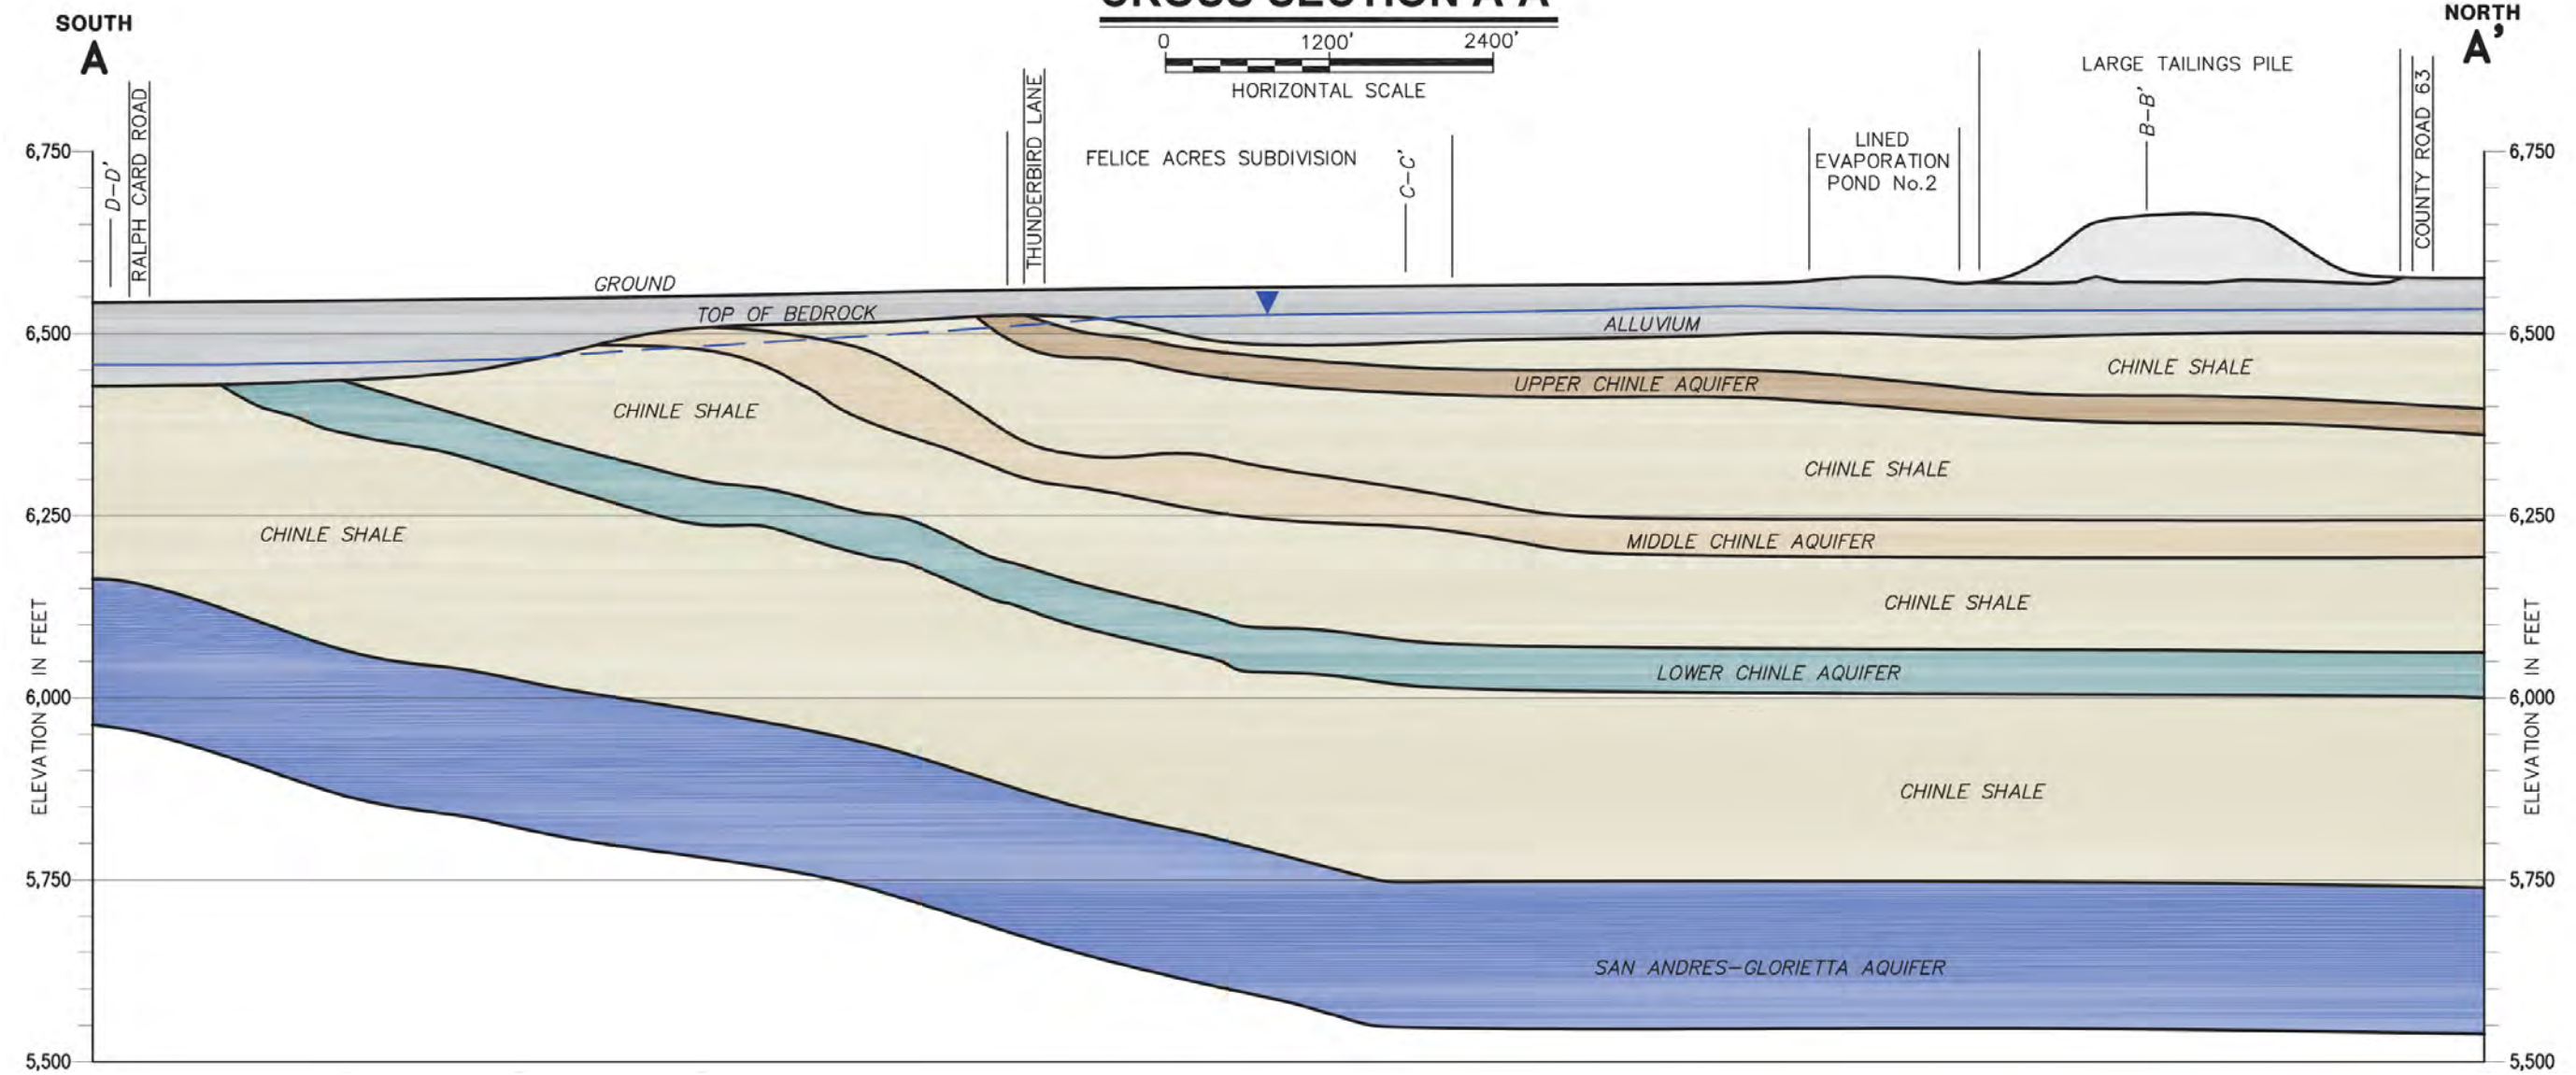 CROSS SECTION A-A'
SOUTH
A
NORTH
A'
0 1200' 2400'
HORIZONTAL SCALE
D-D'
RALPH CARD ROAD
THUNDERBIRD LANE
FELICE ACRES SUBDIVISION
C-C'
LINED
EVAPORATION
POND No.2
LARGE TAILINGS PILE
B-B'
COUNTY ROAD 63
6,750
6,750
GROUND
TOP OF BEDROCK
ALLUVIUM
6,500
6,500
CHINLE SHALE
UPPER CHINLE AQUIFER
CHINLE SHALE
CHINLE SHALE
6,250
6,250
CHINLE SHALE
MIDDLE CHINLE AQUIFER
CHINLE SHALE
LOWER CHINLE AQUIFER
6,000
6,000
ELEVATION IN FEET
ELEVATION IN FEET
CHINLE SHALE
5,750
5,750
SAN ANDRES-GLORIETTA AQUIFER
5,500
5,500